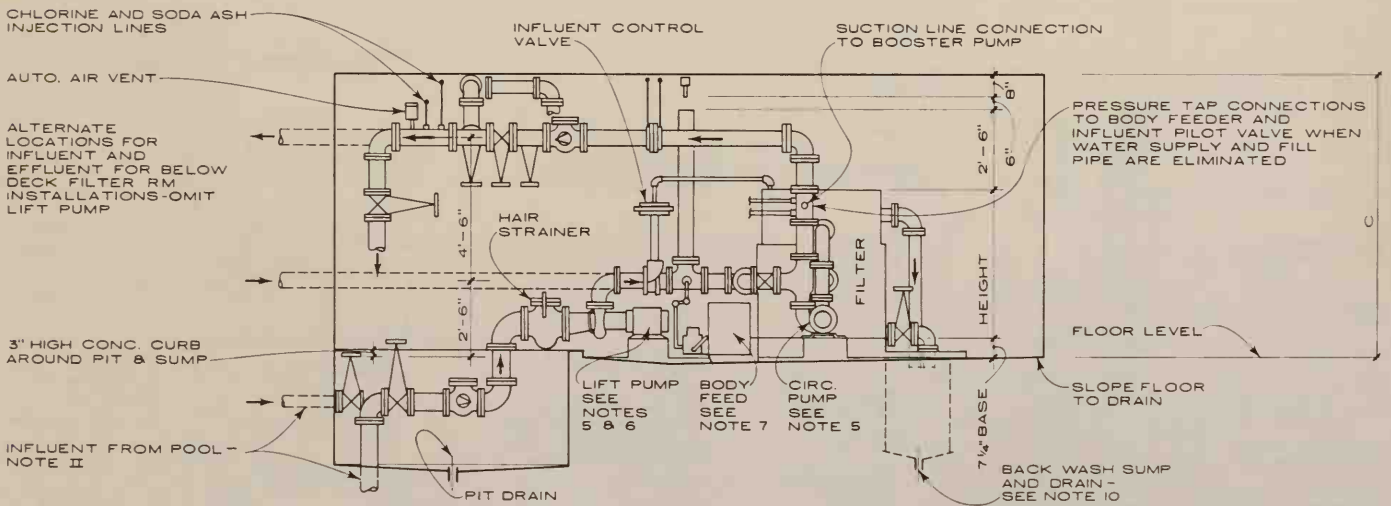 CHLORINE AND SODA ASH
INJECTION LINES
AUTO. AIR VENT
ALTERNATE
LOCATIONS FOR
INFLUENT AND
EFFLUENT FOR BELOW
DECK FILTER RM
INSTALLATIONS-OMIT
LIFT PUMP
3" HIGH CONC. CURB
AROUND PIT & SUMP
INFLUENT FROM POOL-
NOTE II
PIT DRAIN
INFLUENT CONTROL
VALVE
HAIR
STRAINER
4'-6"
2'-6"
LIFT PUMP
SEE
NOTES
5 & 6
BODY
FEED
SEE
NOTE 7
CIRC.
PUMP
SEE
NOTE 5
FILTER
SUCTION LINE CONNECTION
TO BOOSTER PUMP
8"
2'-6"
6"
HEIGHT
7 1/4" BASE
PRESSURE TAP CONNECTIONS
TO BODY FEEDER AND
INFLUENT PILOT VALVE WHEN
WATER SUPPLY AND FILL
PIPE ARE ELIMINATED
C
FLOOR LEVEL
SLOPE FLOOR
TO DRAIN
BACK WASH SUMP
AND DRAIN-
SEE NOTE 10